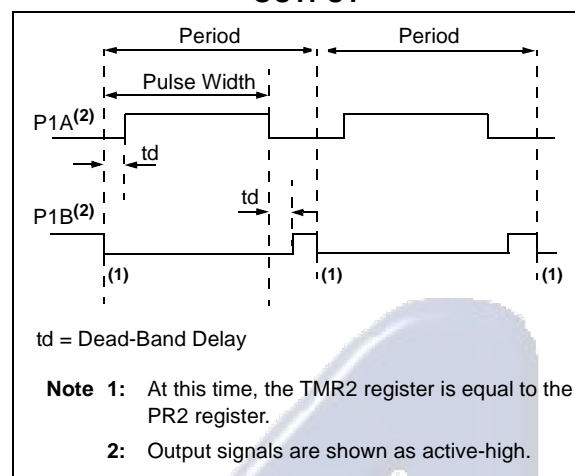 Period Period
Pulse Width
P1A(2)
td
td
P1B(2)
(1) (1) (1)
td = Dead-Band Delay
Note 1: At this time, the TMR2 register is equal to the
PR2 register.
2: Output signals are shown as active-high.